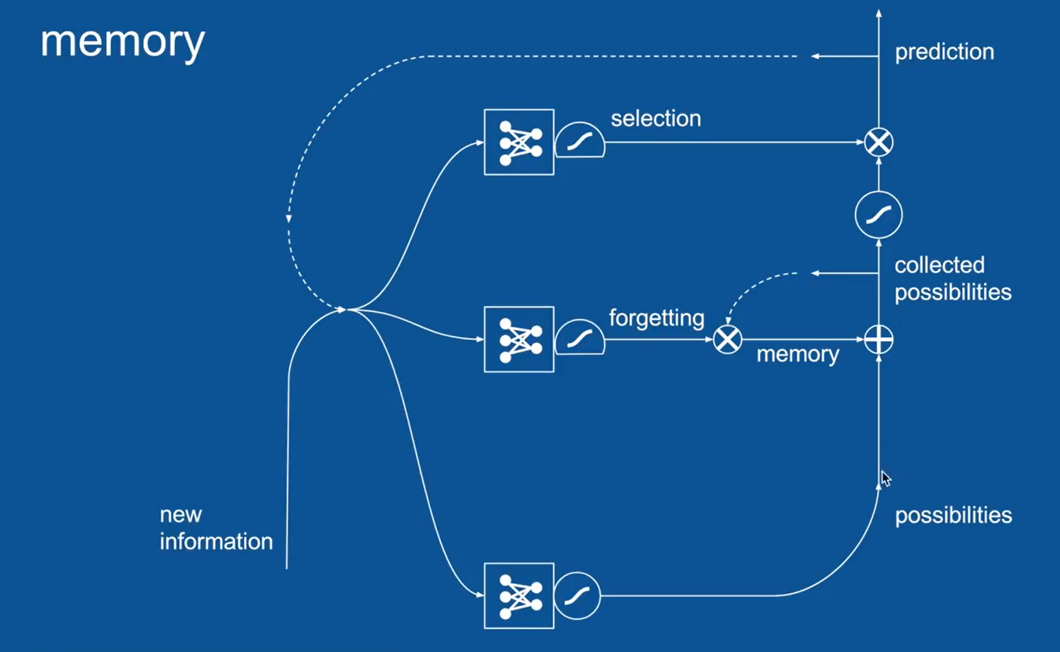 memory
prediction
selection
collected
possibilities
forgetting
memory
new
information
possibilities